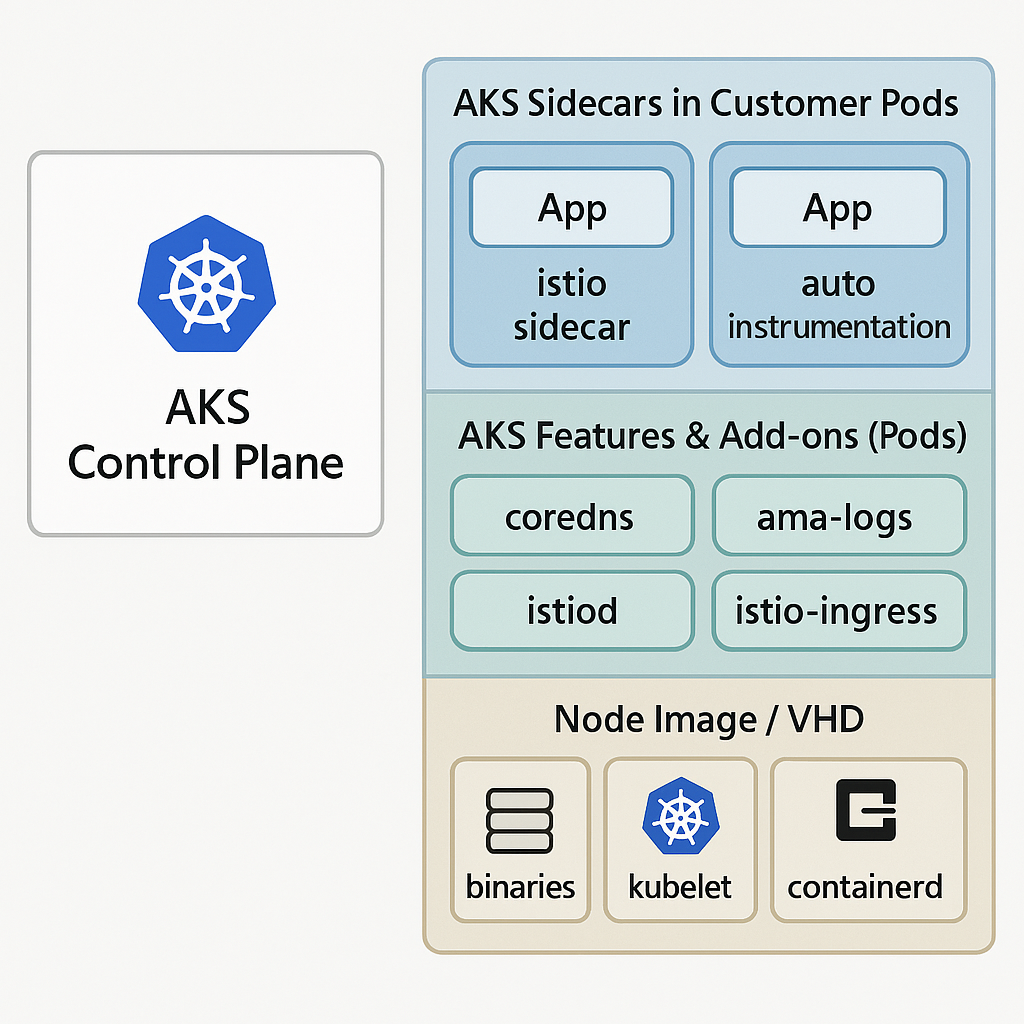 AKS
Control Plane
AKS Sidecars in Customer Pods
App
istio
sidecar
App
auto
instrumentation
AKS Features & Add-ons (Pods)
coredns
ama-logs
istiod
istio-ingress
Node Image / VHD
binaries
kubelet
containerd